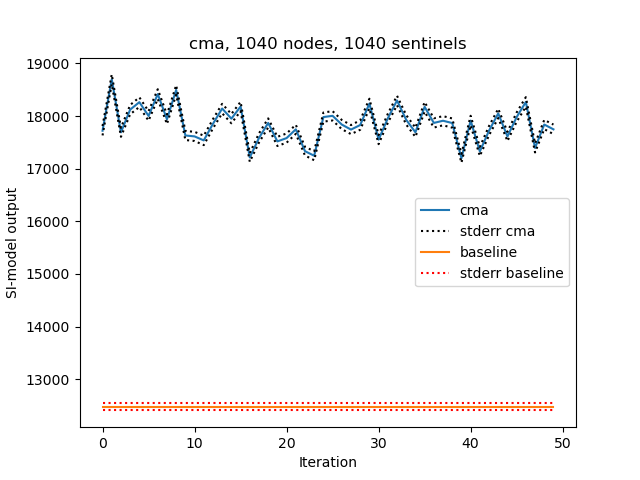 cma, 1040 nodes, 1040 sentinels
19000
18000
17000
16000
15000
14000
13000
SI-model output
cma
stderr cma
baseline
stderr baseline
0
10
20
30
40
50
Iteration